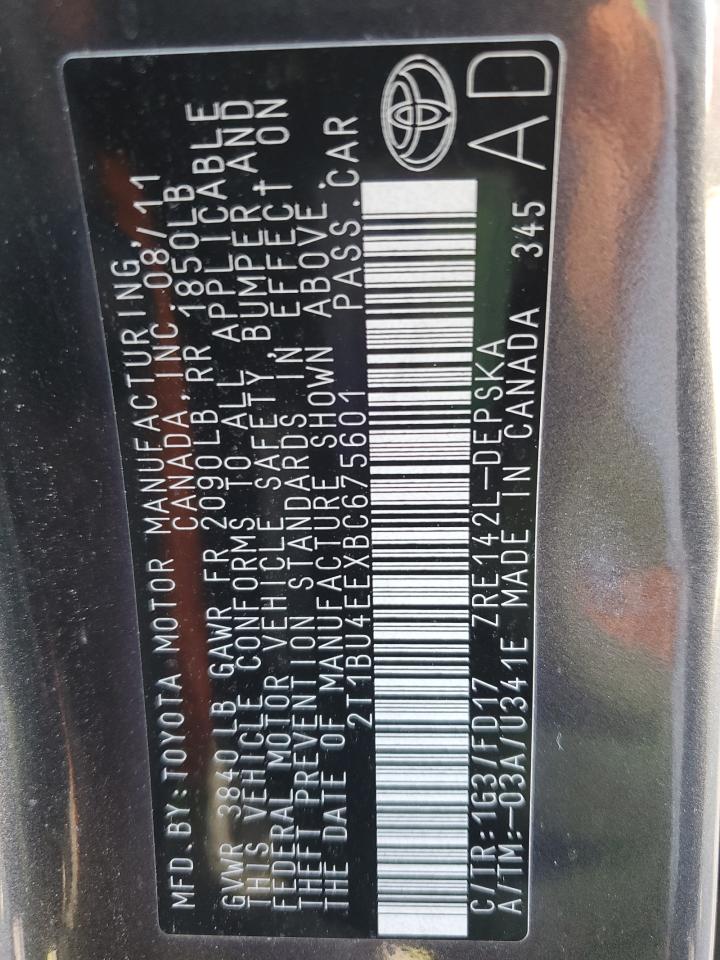 MFD.BY:TOYOTA MOTOR MANUFACTURING,
CANADA, INC. 08/11
GVWR 3840 LB GAWR FR 2090LB, RR 1850LB
THIS VEHICLE CONFORMS TO ALL APPLICABLE
FEDERAL MOTOR VEHICLE SAFETY, BUMPER, AND
THEFT PREVENTION STANDARDS IN EFFECT ON
THE DATE OF MANUFACTURE SHOWN ABOVE.
2T1BU4EEXBC675601 PASS.CAR
C/TR:1G3/FD17 ZRE142L-DEPSKA
A/TM:-03A/U341E MADE IN CANADA 345
AD